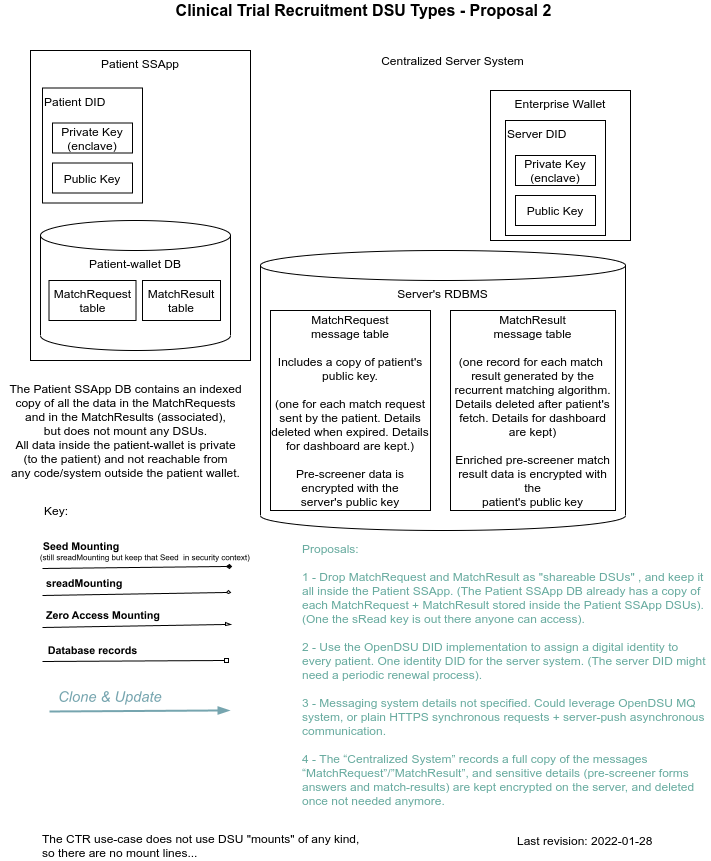 Clinical Trial Recruitment DSU Types - Proposal 2
Patient SSApp
Patient DID
Private Key
(enclave)
Public Key
Patient-wallet DB
MatchRequest
table
MatchResult
table
Centralized Server System
Enterprise Wallet
Server DID
Private Key
(enclave)
Public Key
Server's RDBMS
MatchRequest
message table
Includes a copy of patient's
public key.
(one for each match request
sent by the patient. Details
deleted when expired. Details
for dashboard are kept.)
Pre-screener data is
encrypted with the
server's public key
MatchResult
message table
(one record for each match
result generated by the
recurrent matching algorithm.
Details deleted after patient's
fetch. Details for dashboard
are kept)
Enriched pre-screener match
result data is encrypted with
the
patient's public key
The Patient SSApp DB contains an indexed
copy of all the data in the MatchRequests
and in the MatchResults (associated),
but does not mount any DSUs.
All data inside the patient-wallet is private
(to the patient) and not reachable from
any code/system outside the patient wallet.
Key:
Seed Mounting
(still sreadMounting but keep that Seed in security context)
sreadMounting
Zero Access Mounting
Database records
Clone & Update
Proposals:
1 - Drop MatchRequest and MatchResult as "shareable DSUs" , and keep it
all inside the Patient SSApp. (The Patient SSApp DB already has a copy of
each MatchRequest + MatchResult stored inside the Patient SSApp DSUs).
(One the sRead key is out there anyone can access).
2 - Use the OpenDSU DID implementation to assign a digital identity to
every patient. One identity DID for the server system. (The server DID might
need a periodic renewal process).
3 - Messaging system details not specified. Could leverage OpenDSU MQ
system, or plain HTTPS synchronous requests + server-push asynchronous
communication.
4 - The “Centralized System” records a full copy of the messages
“MatchRequest”/”MatchResult”, and sensitive details (pre-screener forms
answers and match-results) are kept encrypted on the server, and deleted
once not needed anymore.
The CTR use-case does not use DSU "mounts" of any kind,
so there are no mount lines...
Last revision: 2022-01-28